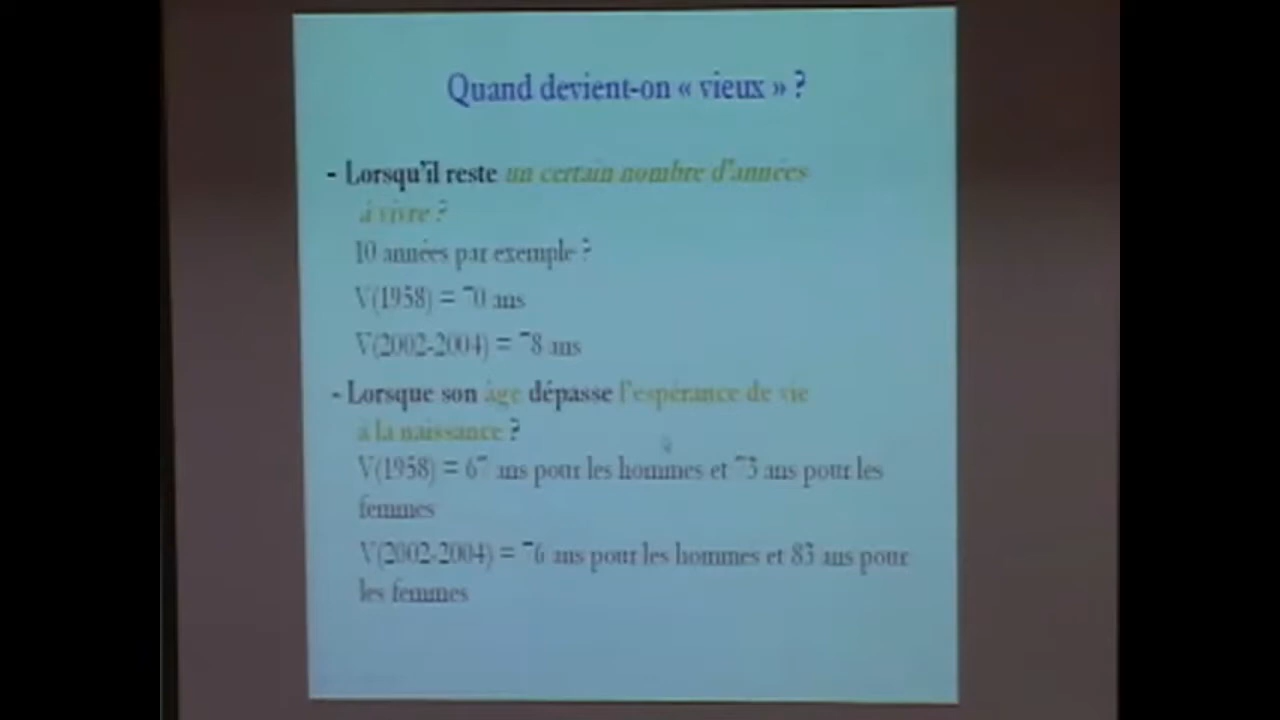 Quand devient-on « vieux » ?
- Lorsqu'il reste un certain nombre d'années
à vivre ?
10 années par exemple ?
V(1958) = 70 ans
V(2002-2004) = 78 ans
- Lorsque son âge dépasse l'espérance de vie
à la naissance ?
V(1958) = 67 ans pour les hommes et 73 ans pour les
femmes
V(2002-2004) = 76 ans pour les hommes et 83 ans pour
les femmes